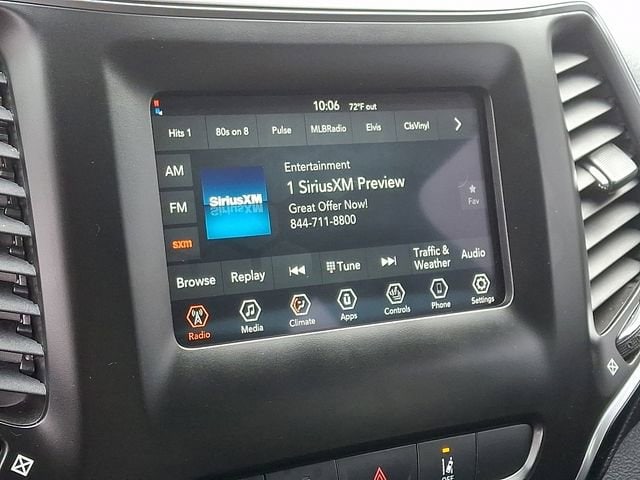 10:06 72°F out
Hits 1 80s on 8 Pulse MLBRadio Elvis ClsVinyl
AM
FM
sxm
SiriusXM
Entertainment
1 SiriusXM Preview
Great Offer Now!
844-711-8800
Fav
Browse Replay Tune Traffic &
Weather Audio
Radio Media Climate Apps Controls Phone Settings
OFF